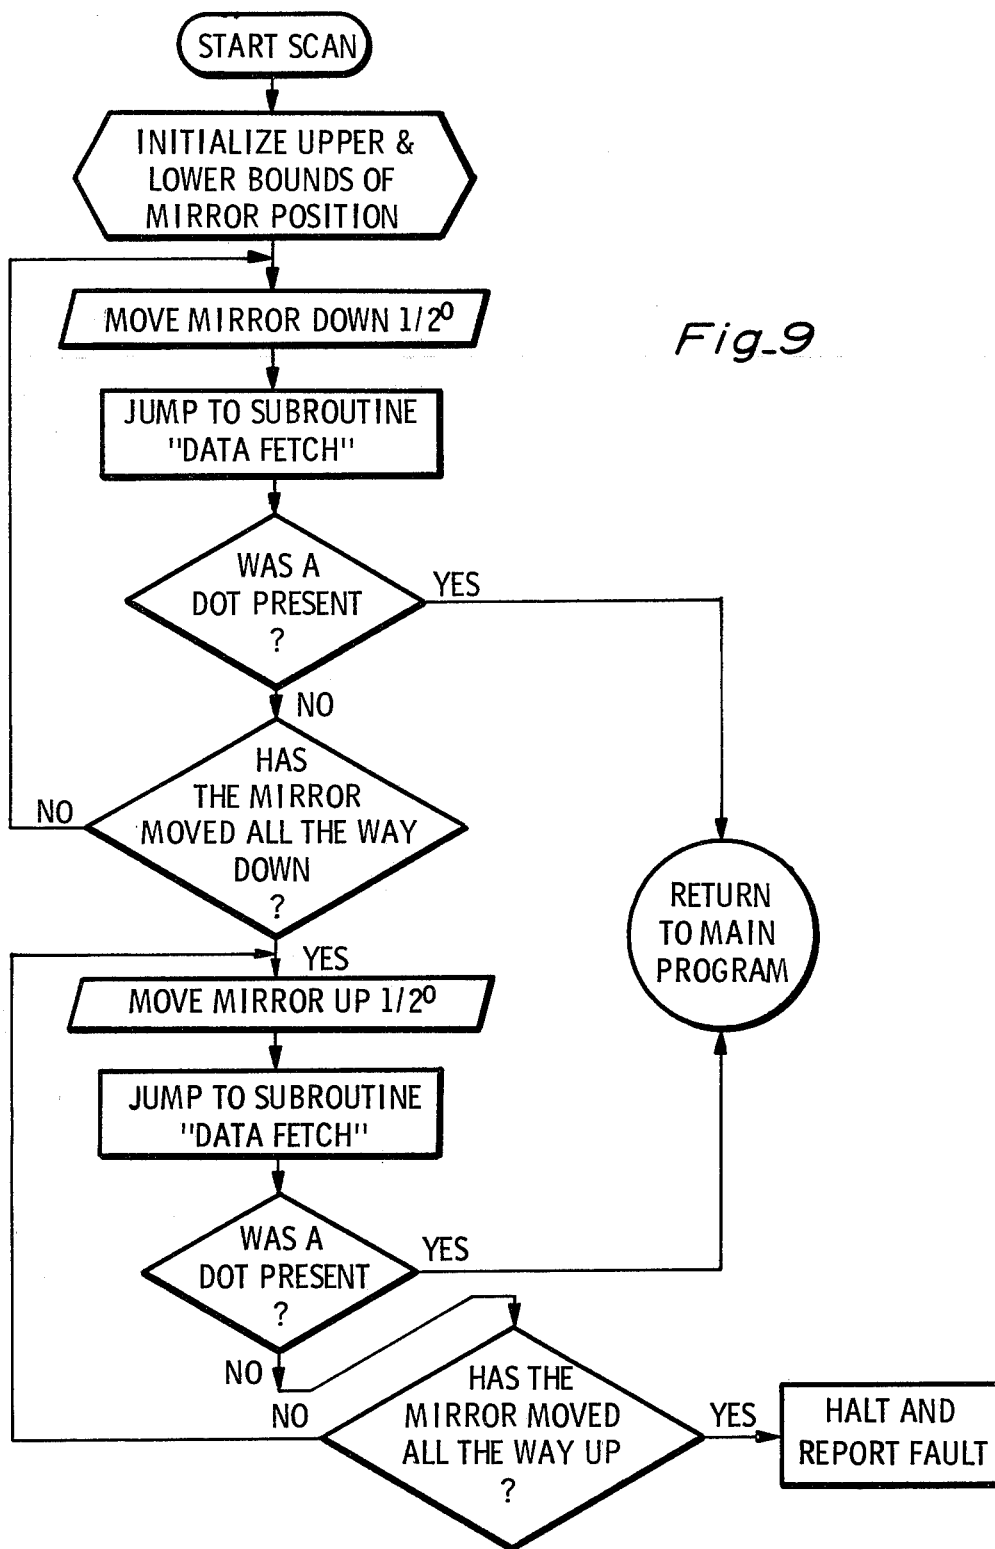 START SCAN
INITIALIZE UPPER &
LOWER BOUNDS OF
MIRROR POSITION
MOVE MIRROR DOWN 1/2⁰
Fig_9
JUMP TO SUBROUTINE
"DATA FETCH"
WAS A
DOT PRESENT
?
YES
NO
HAS
THE MIRROR
MOVED ALL THE WAY
DOWN
?
NO
YES
RETURN
TO MAIN
PROGRAM
MOVE MIRROR UP 1/2⁰
JUMP TO SUBROUTINE
"DATA FETCH"
WAS A
DOT PRESENT
?
YES
NO
NO
HAS THE
MIRROR MOVED
ALL THE WAY UP
?
YES
HALT AND
REPORT FAULT